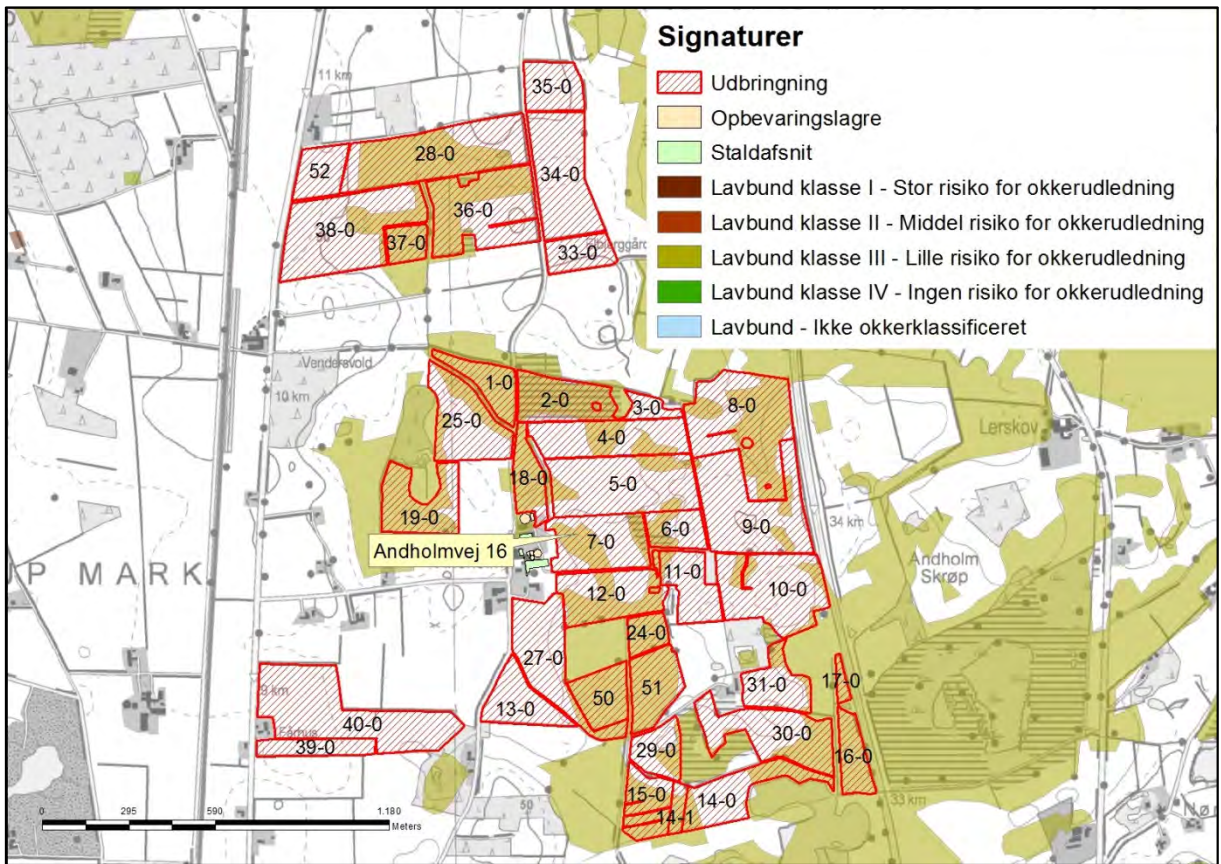 Signaturer
Udbringning
Opbevaringslagre
Staldafsnit
Lavbund klasse I - Stor risiko for okkerudledning
Lavbund klasse II - Middel risiko for okkerudledning
Lavbund klasse III - Lille risiko for okkerudledning
Lavbund klasse IV - Ingen risiko for okkerudledning
Lavbund - Ikke okkerklassificeret
11 km
35-0
28-0
52
34-0
36-0
38-0
37-0
33-0
Vendersvold
10 km
1-0
2-0
3-0
8-0
25-0
4-0
Lerskov
18-0
5-0
19-0
6-0
9-0
34 km
7-0
Andholmvej 16
UP MARK
11-0
10-0
Andholm
Skrøp
12-0
24-0
27-0
50
51
31-0
17-0
13-0
9 km
40-0
Fårhus
39-0
30-0
29-0
16-0
15-0
14-0
14-1
33 km
50
0 295 590 1.180
Meters